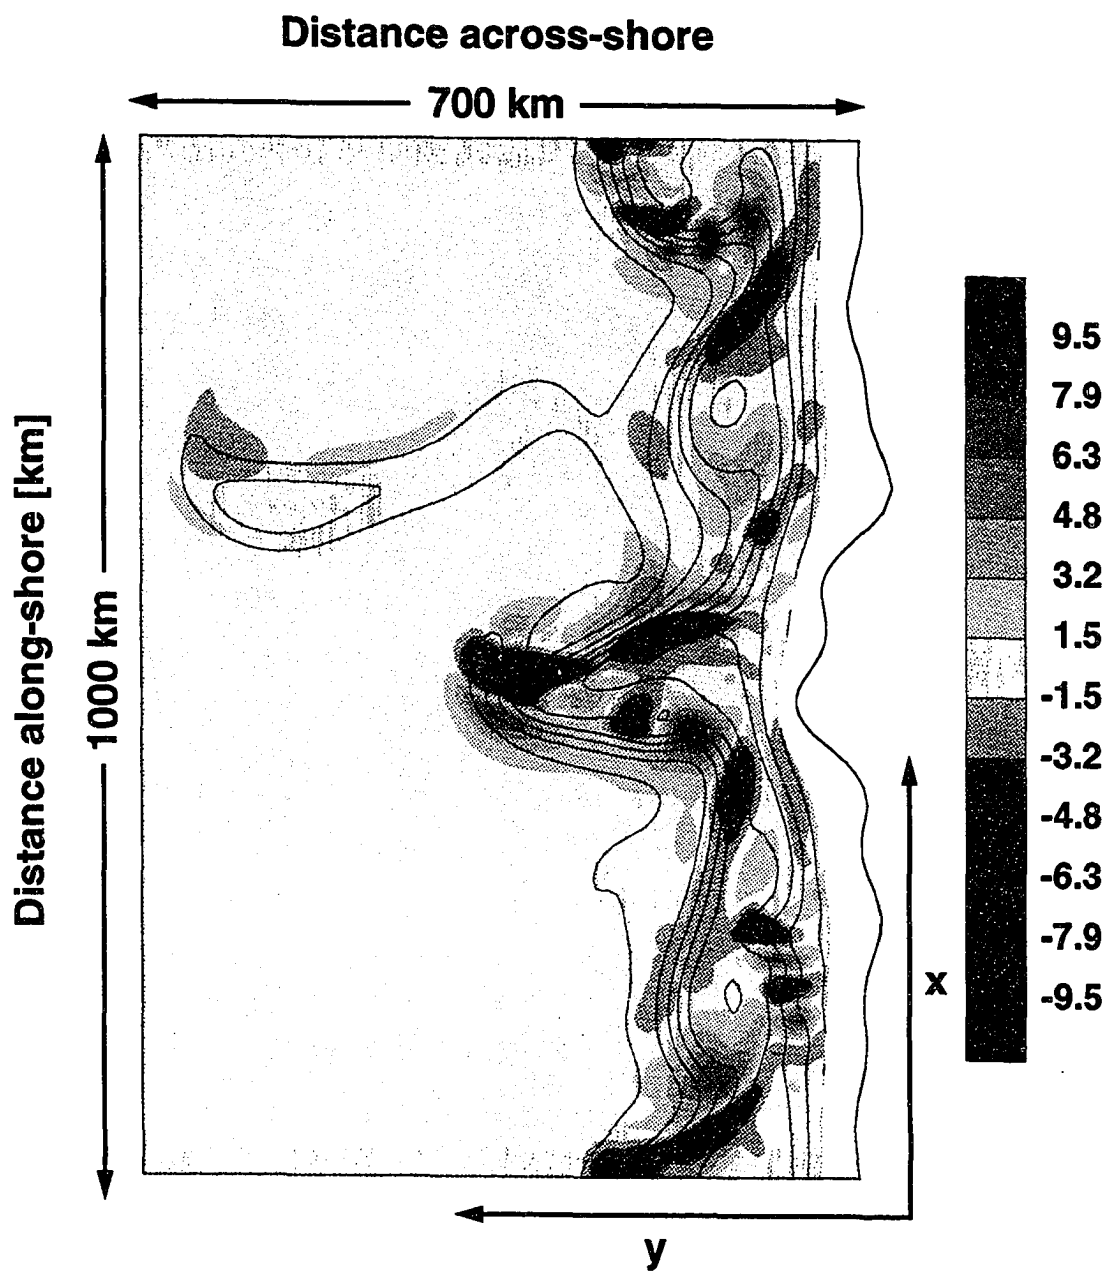 Distance across-shore
700 km
Distance along-shore [km]
1000 km
9.5
7.9
6.3
4.8
3.2
1.5
-1.5
-3.2
-4.8
-6.3
-7.9
-9.5
x
y